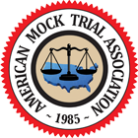 AMERICAN MOCK TRIAL ASSOCIATION
- 1985 -